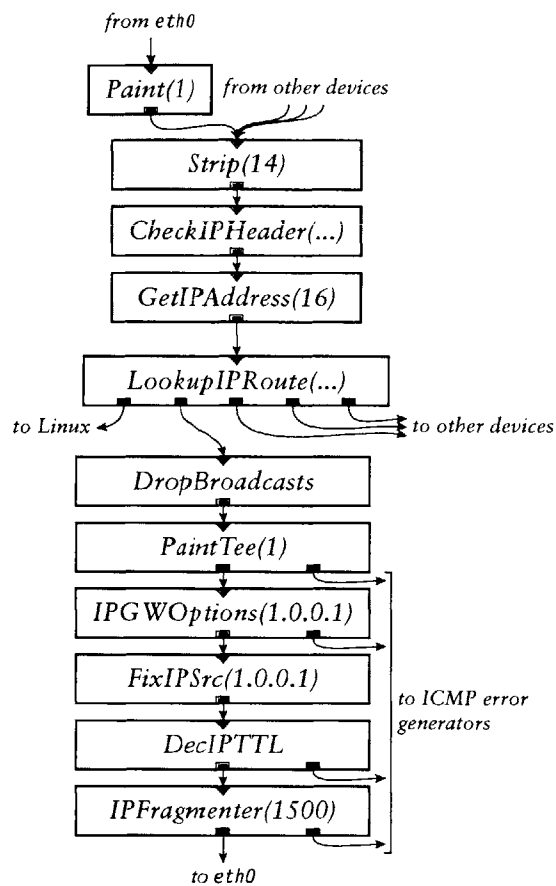 from eth0
Paint(1)
from other devices
Strip(14)
CheckIPHeader(...)
GetIPAddress(16)
LookupIPRoute(...)
to Linux
to other devices
DropBroadcasts
PaintTee(1)
IPGWOptions(1.0.0.1)
FixIPSrc(1.0.0.1)
to ICMP error
generators
DecIPTTL
IPFragmenter(1500)
to eth0